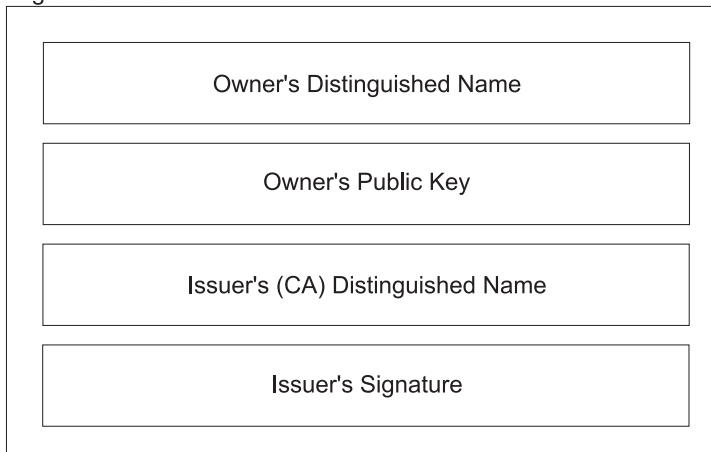 Owner's Distinguished Name
Owner's Public Key
Issuer's (CA) Distinguished Name
Issuer's Signature